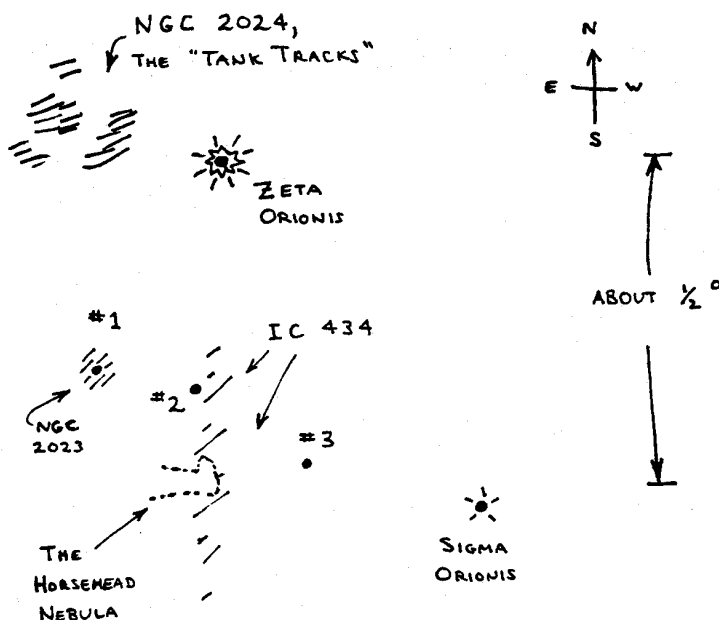 NGC 2024,
THE "TANK TRACKS"
N
E W
S
ZETA
ORIONIS
ABOUT 1/2°
#1
IC 434
#2
NGC
2023
#3
THE
HORSEHEAD
NEBULA
SIGMA
ORIONIS